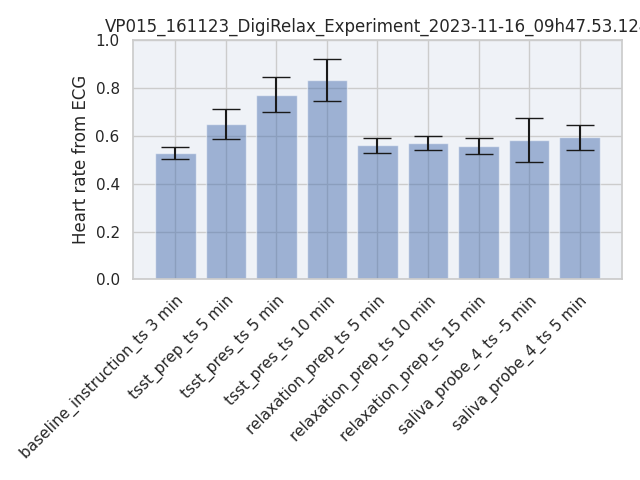 VP015_161123_DigiRelax_Experiment_2023-11-16_09h47.53.12
1.0
0.8
0.6
0.4
0.2
0.0
Heart rate from ECG
baseline_instruction_ts 3 min
tsst_prep_ts 5 min
tsst_pres_ts 5 min
tsst_pres_ts 10 min
relaxation_prep_ts 5 min
relaxation_prep_ts 10 min
relaxation_prep_ts 15 min
saliva_probe_4_ts -5 min
saliva_probe_4_ts 5 min